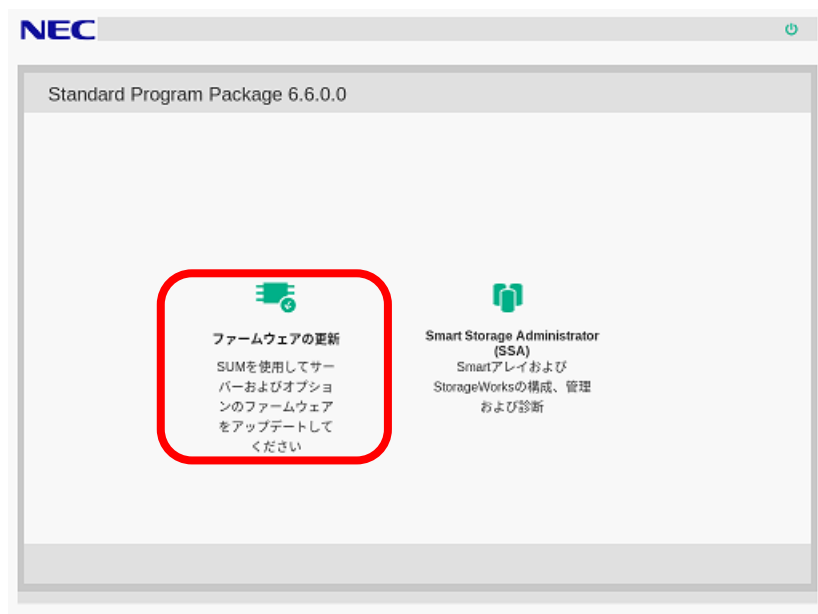 NEC
Standard Program Package 6.6.0.0
ファームウェアの更新
SUMを使用してサー
バーおよびオプショ
ンのファームウェア
をアップデートして
ください
Smart Storage Administrator
(SSA)
Smartアレイおよび
StorageWorksの構成、管理
および診断